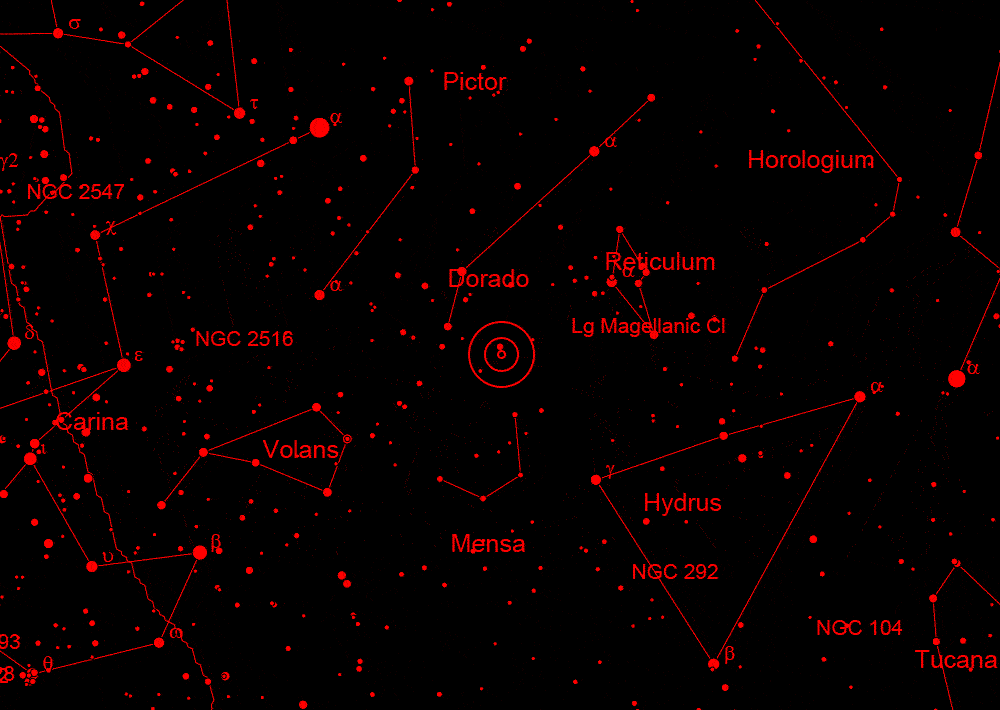 σ
Pictor
τ
α
α
Horologium
γ2
NGC 2547
χ
Reticulum
α
Dorado
α
Lg Magellanic Cl
δ
NGC 2516
ε
α
α
Carina
Volans
ι
γ
Hydrus
Mensa
β
υ
NGC 292
NGC 104
ω
93
β
Tucana
θ